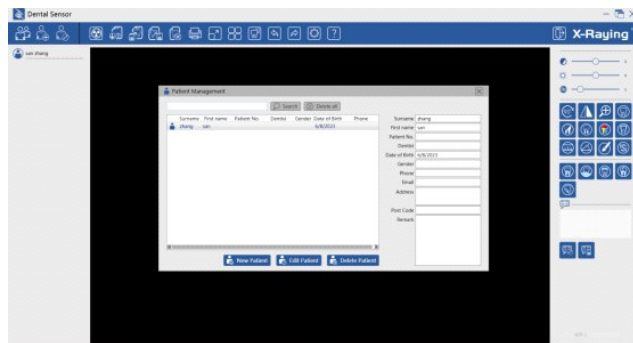 Dental Sensor
X-Raying
san zhang
Patient Management
Search
Delete all
Surname First name Patient No. Dentist Gender Date of Birth Phone
zhang san 6/8/2023
Surname zhang
First name san
Patient No.
Dentist
Date of Birth 6/8/2023
Gender
Phone
Email
Address
Post Code
Remark
New Patient
Edit Patient
Delete Patient